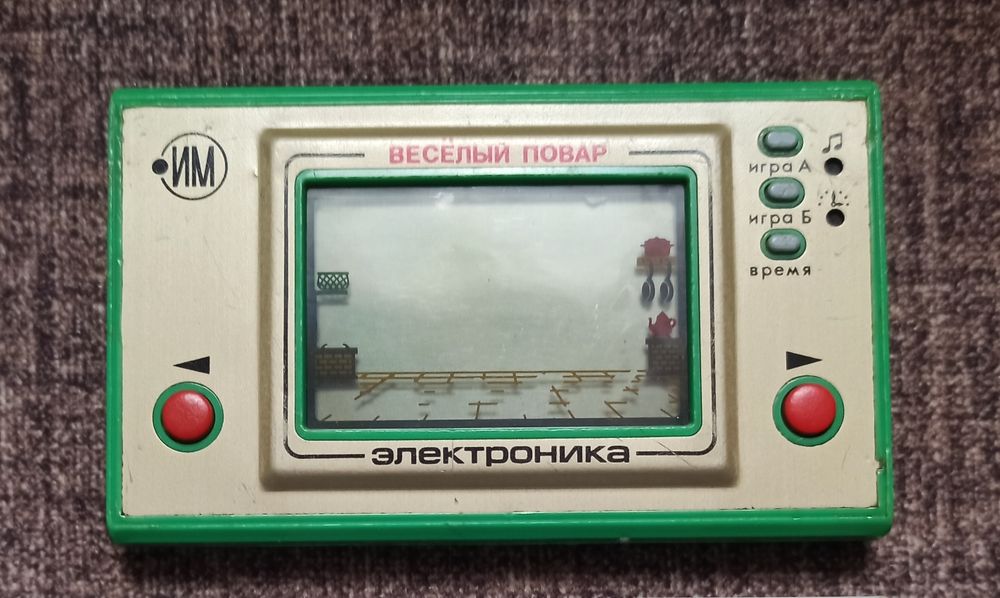 ИМ
ВЕСЁЛЫЙ ПОВАР
игра А
игра Б
время
электроника